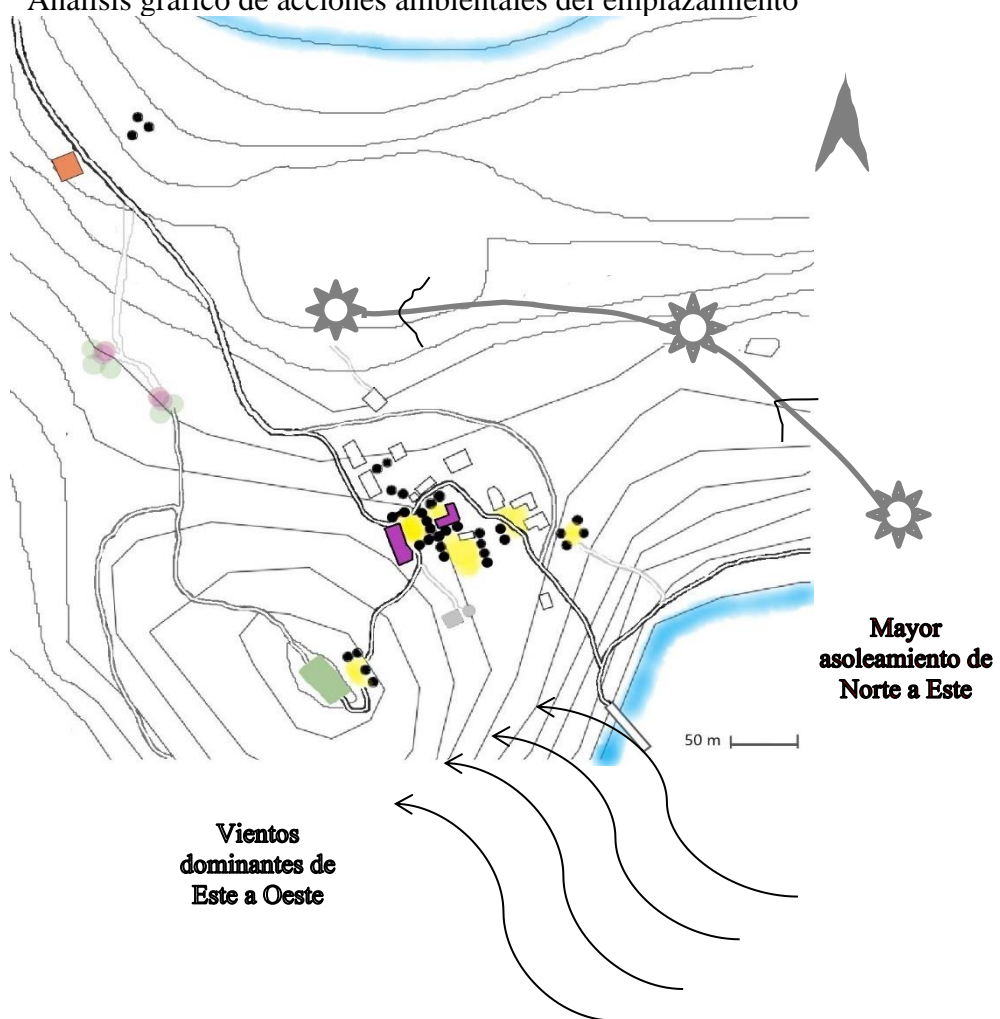 Análisis gráfico de acciones ambientales del emplazamiento
Mayor
asoleamiento de
Norte a Este
50 m
Vientos
dominantes de
Este a Oeste